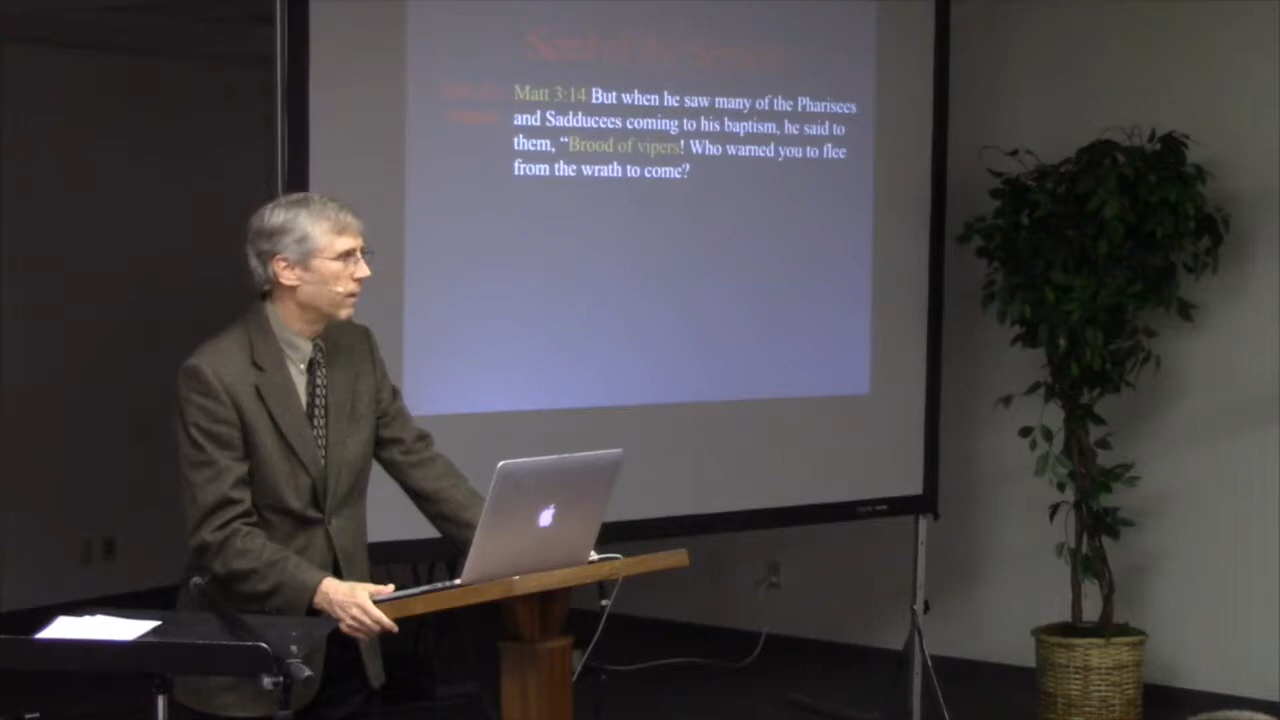 Matt 3:14 But when he saw many of the Pharisees
and Sadducees coming to his baptism, he said to
them, “Brood of vipers! Who warned you to flee
from the wrath to come?